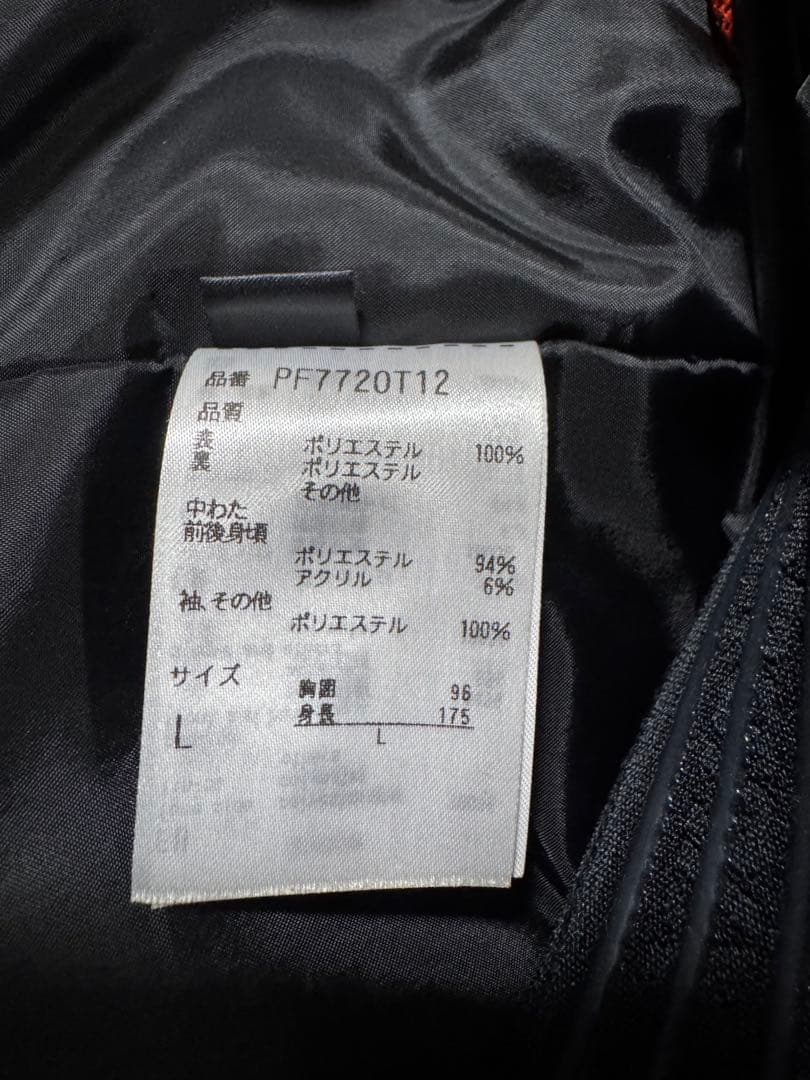 品番 PF7720T12
品質
表 ポリエステル 100%
裏 ポリエステル
その他
中わた
前後身頃
ポリエステル 94%
アクリル 6%
袖、その他
ポリエステル 100%
サイズ
胸囲 96
L 身長 175
L